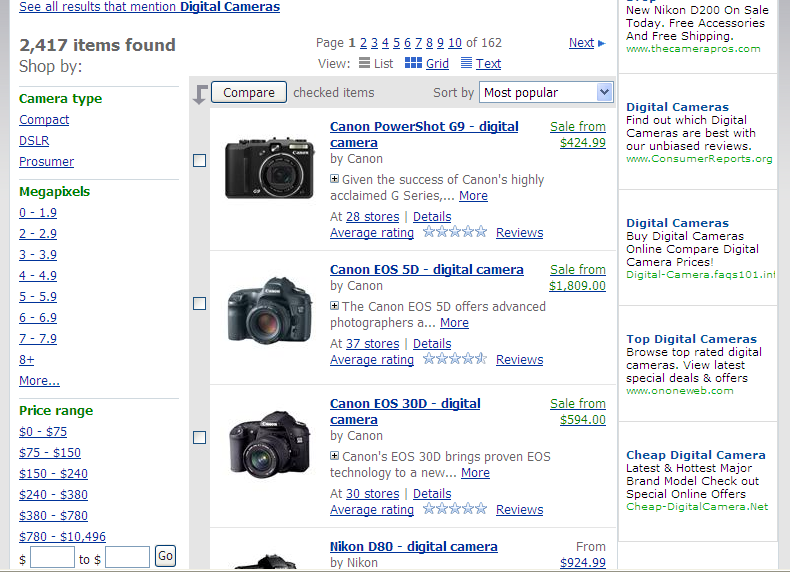 See all results that mention Digital Cameras
2,417 items found
Shop by:
Page 1 2 3 4 5 6 7 8 9 10 of 162
Next
View: List Grid Text
Compare checked items
Sort by Most popular
Camera type
Compact
DSLR
Prosumer
Megapixels
0 - 1.9
2 - 2.9
3 - 3.9
4 - 4.9
5 - 5.9
6 - 6.9
7 - 7.9
8+
More...
Price range
$0 - $75
$75 - $150
$150 - $240
$240 - $380
$380 - $780
$780 - $10,496
$ to $ Go
Canon PowerShot G9 - digital
camera
by Canon
Sale from
$424.99
Given the success of Canon's highly
acclaimed G Series,... More
At 28 stores | Details
Average rating Reviews
Canon EOS 5D - digital camera
by Canon
Sale from
$1,809.00
The Canon EOS 5D offers advanced
photographers a... More
At 37 stores | Details
Average rating Reviews
Canon EOS 30D - digital
camera
by Canon
Sale from
$594.00
Canon's EOS 30D brings proven EOS
technology to a new... More
At 30 stores | Details
Average rating Reviews
Nikon D80 - digital camera
by Nikon
From
$924.99
New Nikon D200 On Sale
Today. Free Accessories
And Free Shipping.
www.thecamerapros.com
Digital Cameras
Find out which Digital
Cameras are best with
our unbiased reviews.
www.ConsumerReports.org
Digital Cameras
Buy Digital Cameras
Online Compare Digital
Camera Prices!
Digital-Camera.faqs101.inf
Top Digital Cameras
Browse top rated digital
cameras. View latest
special deals & offers
www.ononeweb.com
Cheap Digital Camera
Latest & Hottest Major
Brand Model Check out
Special Online Offers
Cheap-DigitalCamera.Net